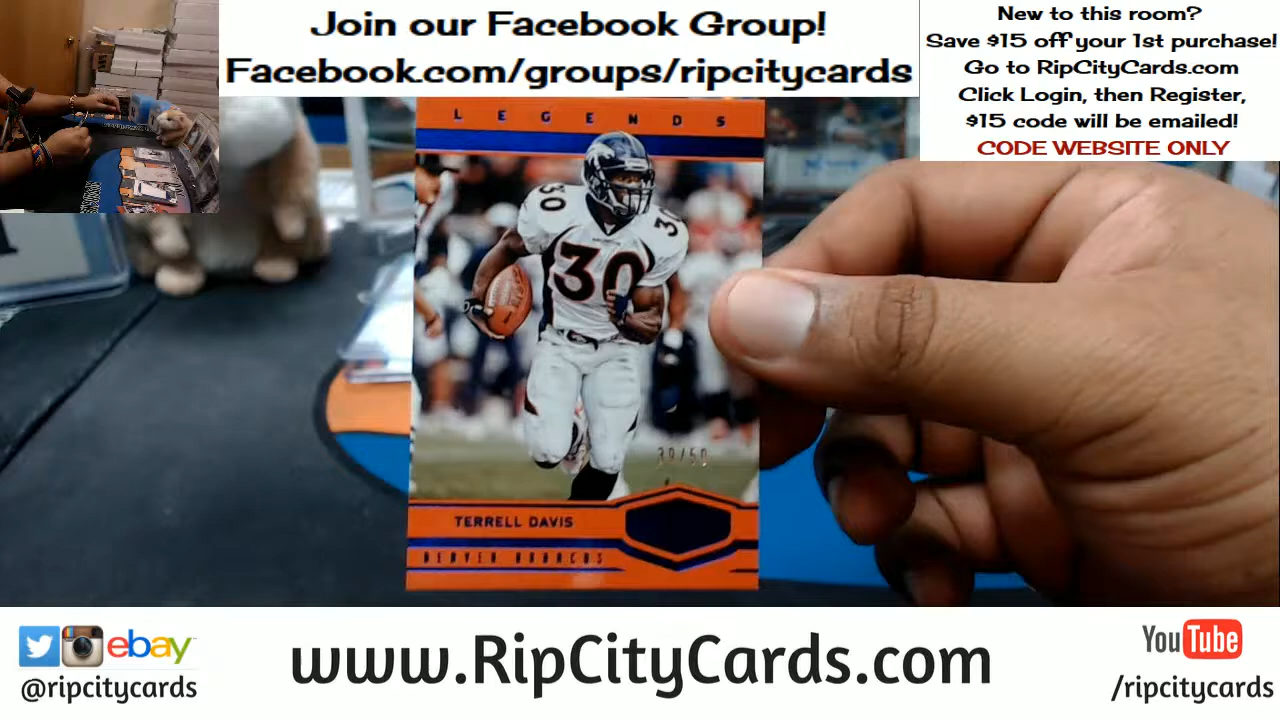 Join our Facebook Group!
Facebook.com/groups/ripcitycards
New to this room?
Save $15 off your 1st purchase!
Go to RipCityCards.com
Click Login, then Register,
$15 code will be emailed!
CODE WEBSITE ONLY
LEGENDS
30
30
30
39/50
TERRELL DAVIS
DENVER BRONCOS
ebay
@ripcitycards
www.RipCityCards.com
YouTube
/ripcitycards